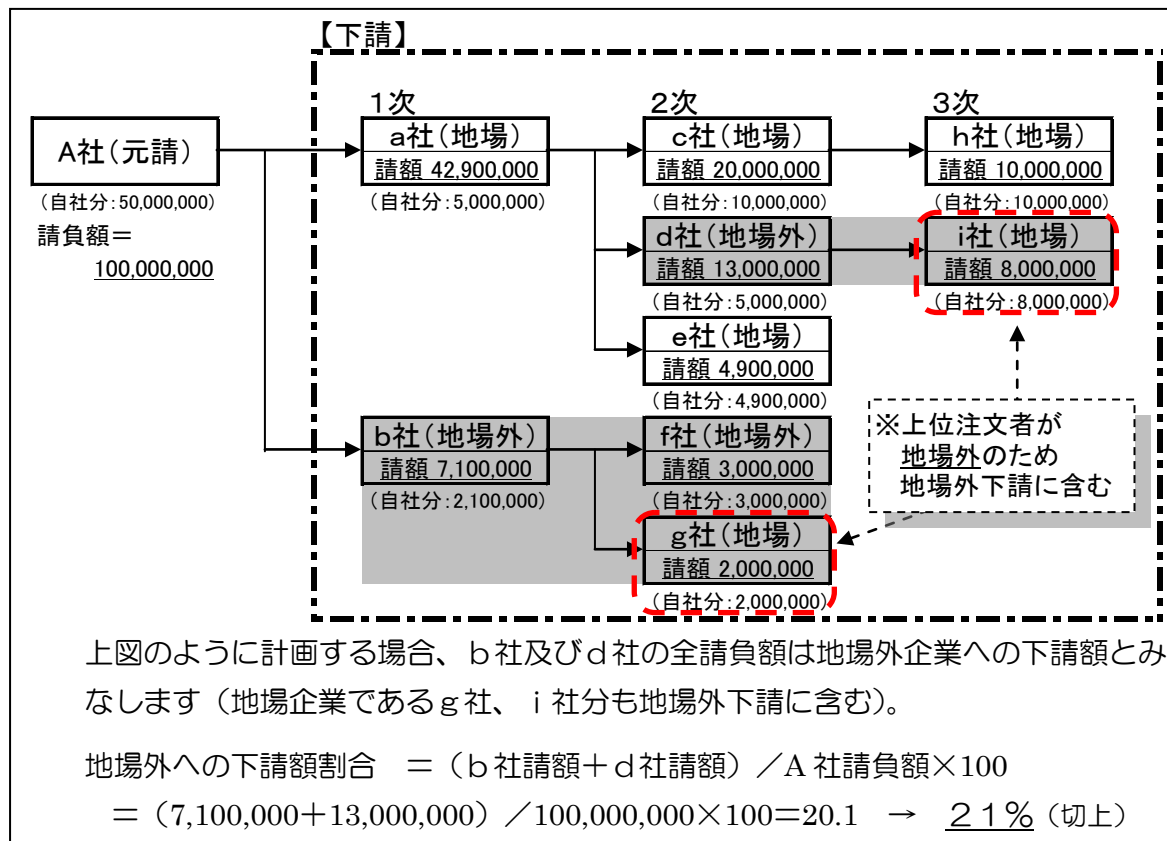 【下請】
1次
2次
3次
A社(元請)
(自社分:50,000,000)
請負額＝
100,000,000
a社(地場)
請額 42,900,000
(自社分:5,000,000)
c社(地場)
請額 20,000,000
(自社分:10,000,000)
h社(地場)
請額 10,000,000
(自社分:10,000,000)
d社(地場外)
請額 13,000,000
(自社分:5,000,000)
i社(地場)
請額 8,000,000
(自社分:8,000,000)
e社(地場)
請額 4,900,000
(自社分:4,900,000)
b社(地場外)
請額 7,100,000
(自社分:2,100,000)
f社(地場外)
請額 3,000,000
(自社分:3,000,000)
g社(地場)
請額 2,000,000
(自社分:2,000,000)
※上位注文者が
地場外のため
地場外下請に含む
上図のように計画する場合、ｂ社及びｄ社の全請負額は地場外企業への下請額とみ
なします（地場企業であるｇ社、ｉ社分も地場外下請に含む）。
地場外への下請額割合　＝（ｂ社請額＋ｄ社請額）／A 社請負額×100
＝（7,100,000＋13,000,000）／100,000,000×100＝20.1　→　２１％（切上）